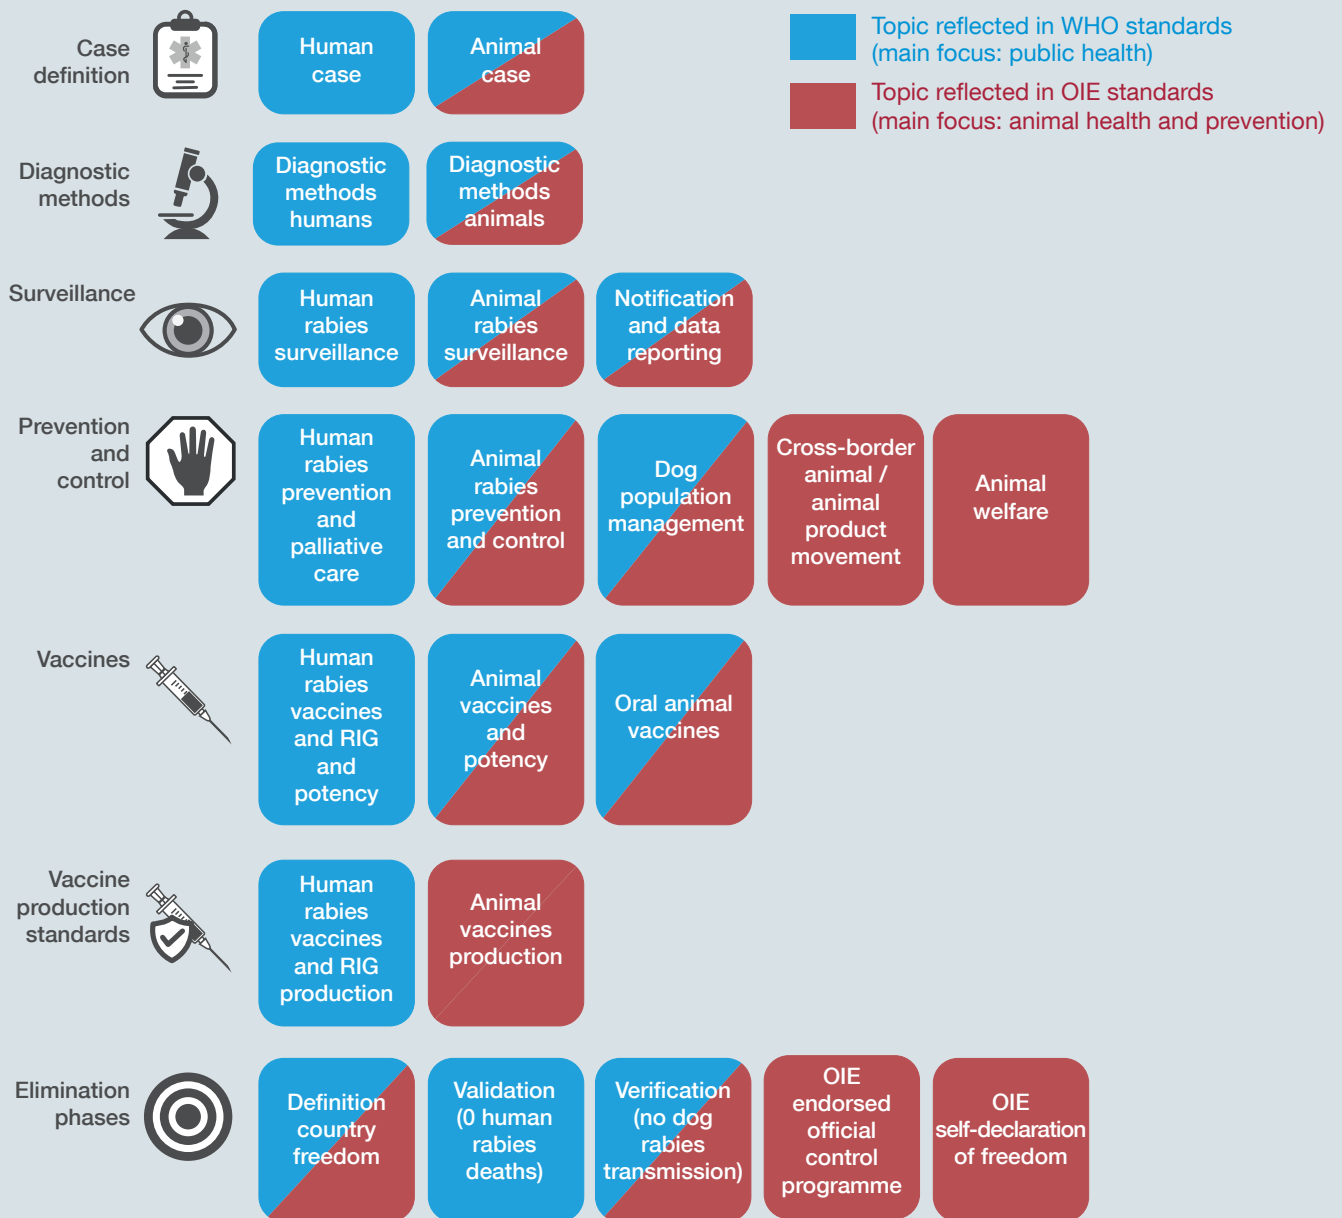 Case
definition
Human
case
Animal
case
Topic reflected in WHO standards
(main focus: public health)
Topic reflected in OIE standards
(main focus: animal health and prevention)
Diagnostic
methods
Diagnostic
methods
humans
Diagnostic
methods
animals
Surveillance
Human
rabies
surveillance
Animal
rabies
surveillance
Notification
and data
reporting
Prevention
and
control
Human
rabies
prevention
and
palliative
care
Animal
rabies
prevention
and control
Dog
population
management
Cross-border
animal /
animal
product
movement
Animal
welfare
Vaccines
Human
rabies
vaccines
and RIG
and
potency
Animal
vaccines
and
potency
Oral animal
vaccines
Vaccine
production
standards
Human
rabies
vaccines
and RIG
production
Animal
vaccines
production
Elimination
phases
Definition
country
freedom
Validation
(0 human
rabies
deaths)
Verification
(no dog
rabies
transmission)
OIE
endorsed
official
control
programme
OIE
self-declaration
of freedom